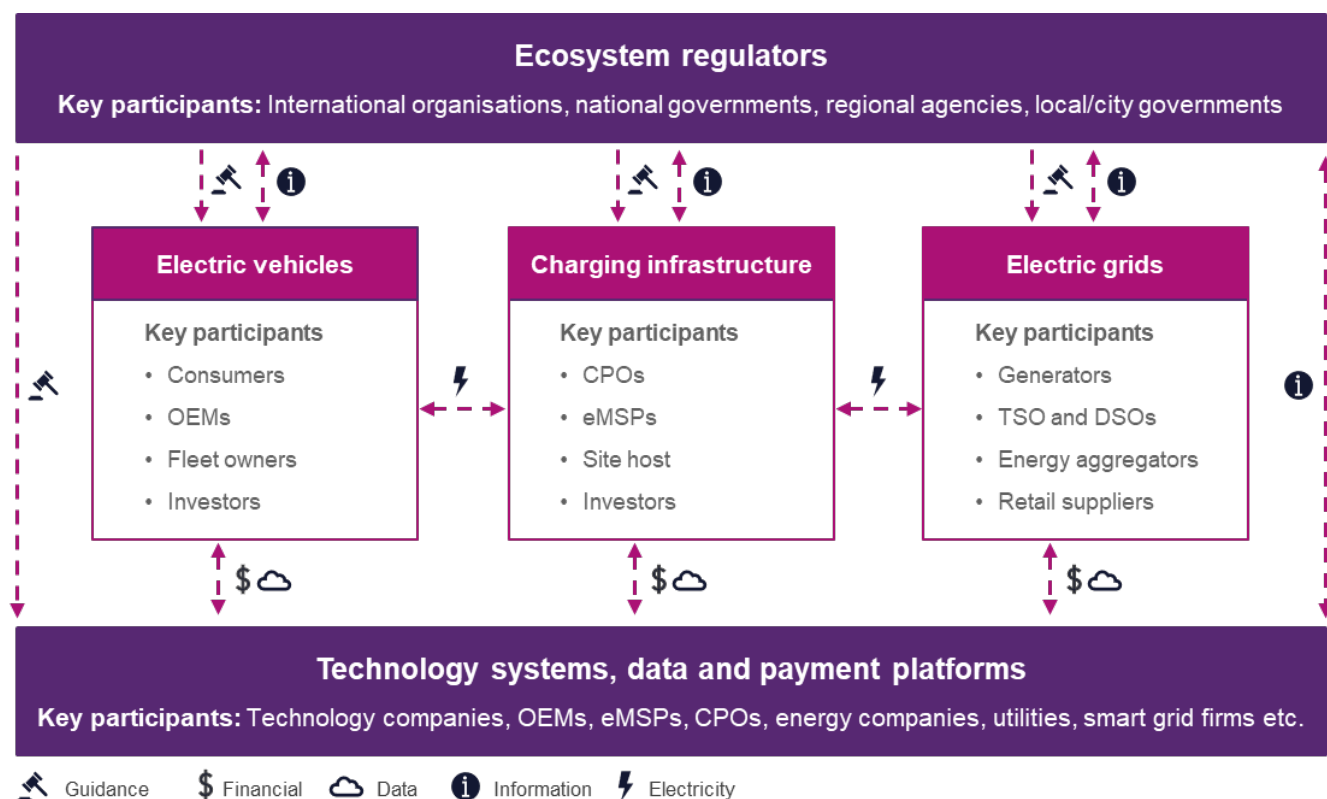 Ecosystem regulators
Key participants: International organisations, national governments, regional agencies, local/city governments
Electric vehicles
Key participants
• Consumers
• OEMs
• Fleet owners
• Investors
Charging infrastructure
Key participants
• CPOs
• eMSPs
• Site host
• Investors
Electric grids
Key participants
• Generators
• TSO and DSOs
• Energy aggregators
• Retail suppliers
$
$
$
Technology systems, data and payment platforms
Key participants: Technology companies, OEMs, eMSPs, CPOs, energy companies, utilities, smart grid firms etc.
Guidance $ Financial Data Information Electricity